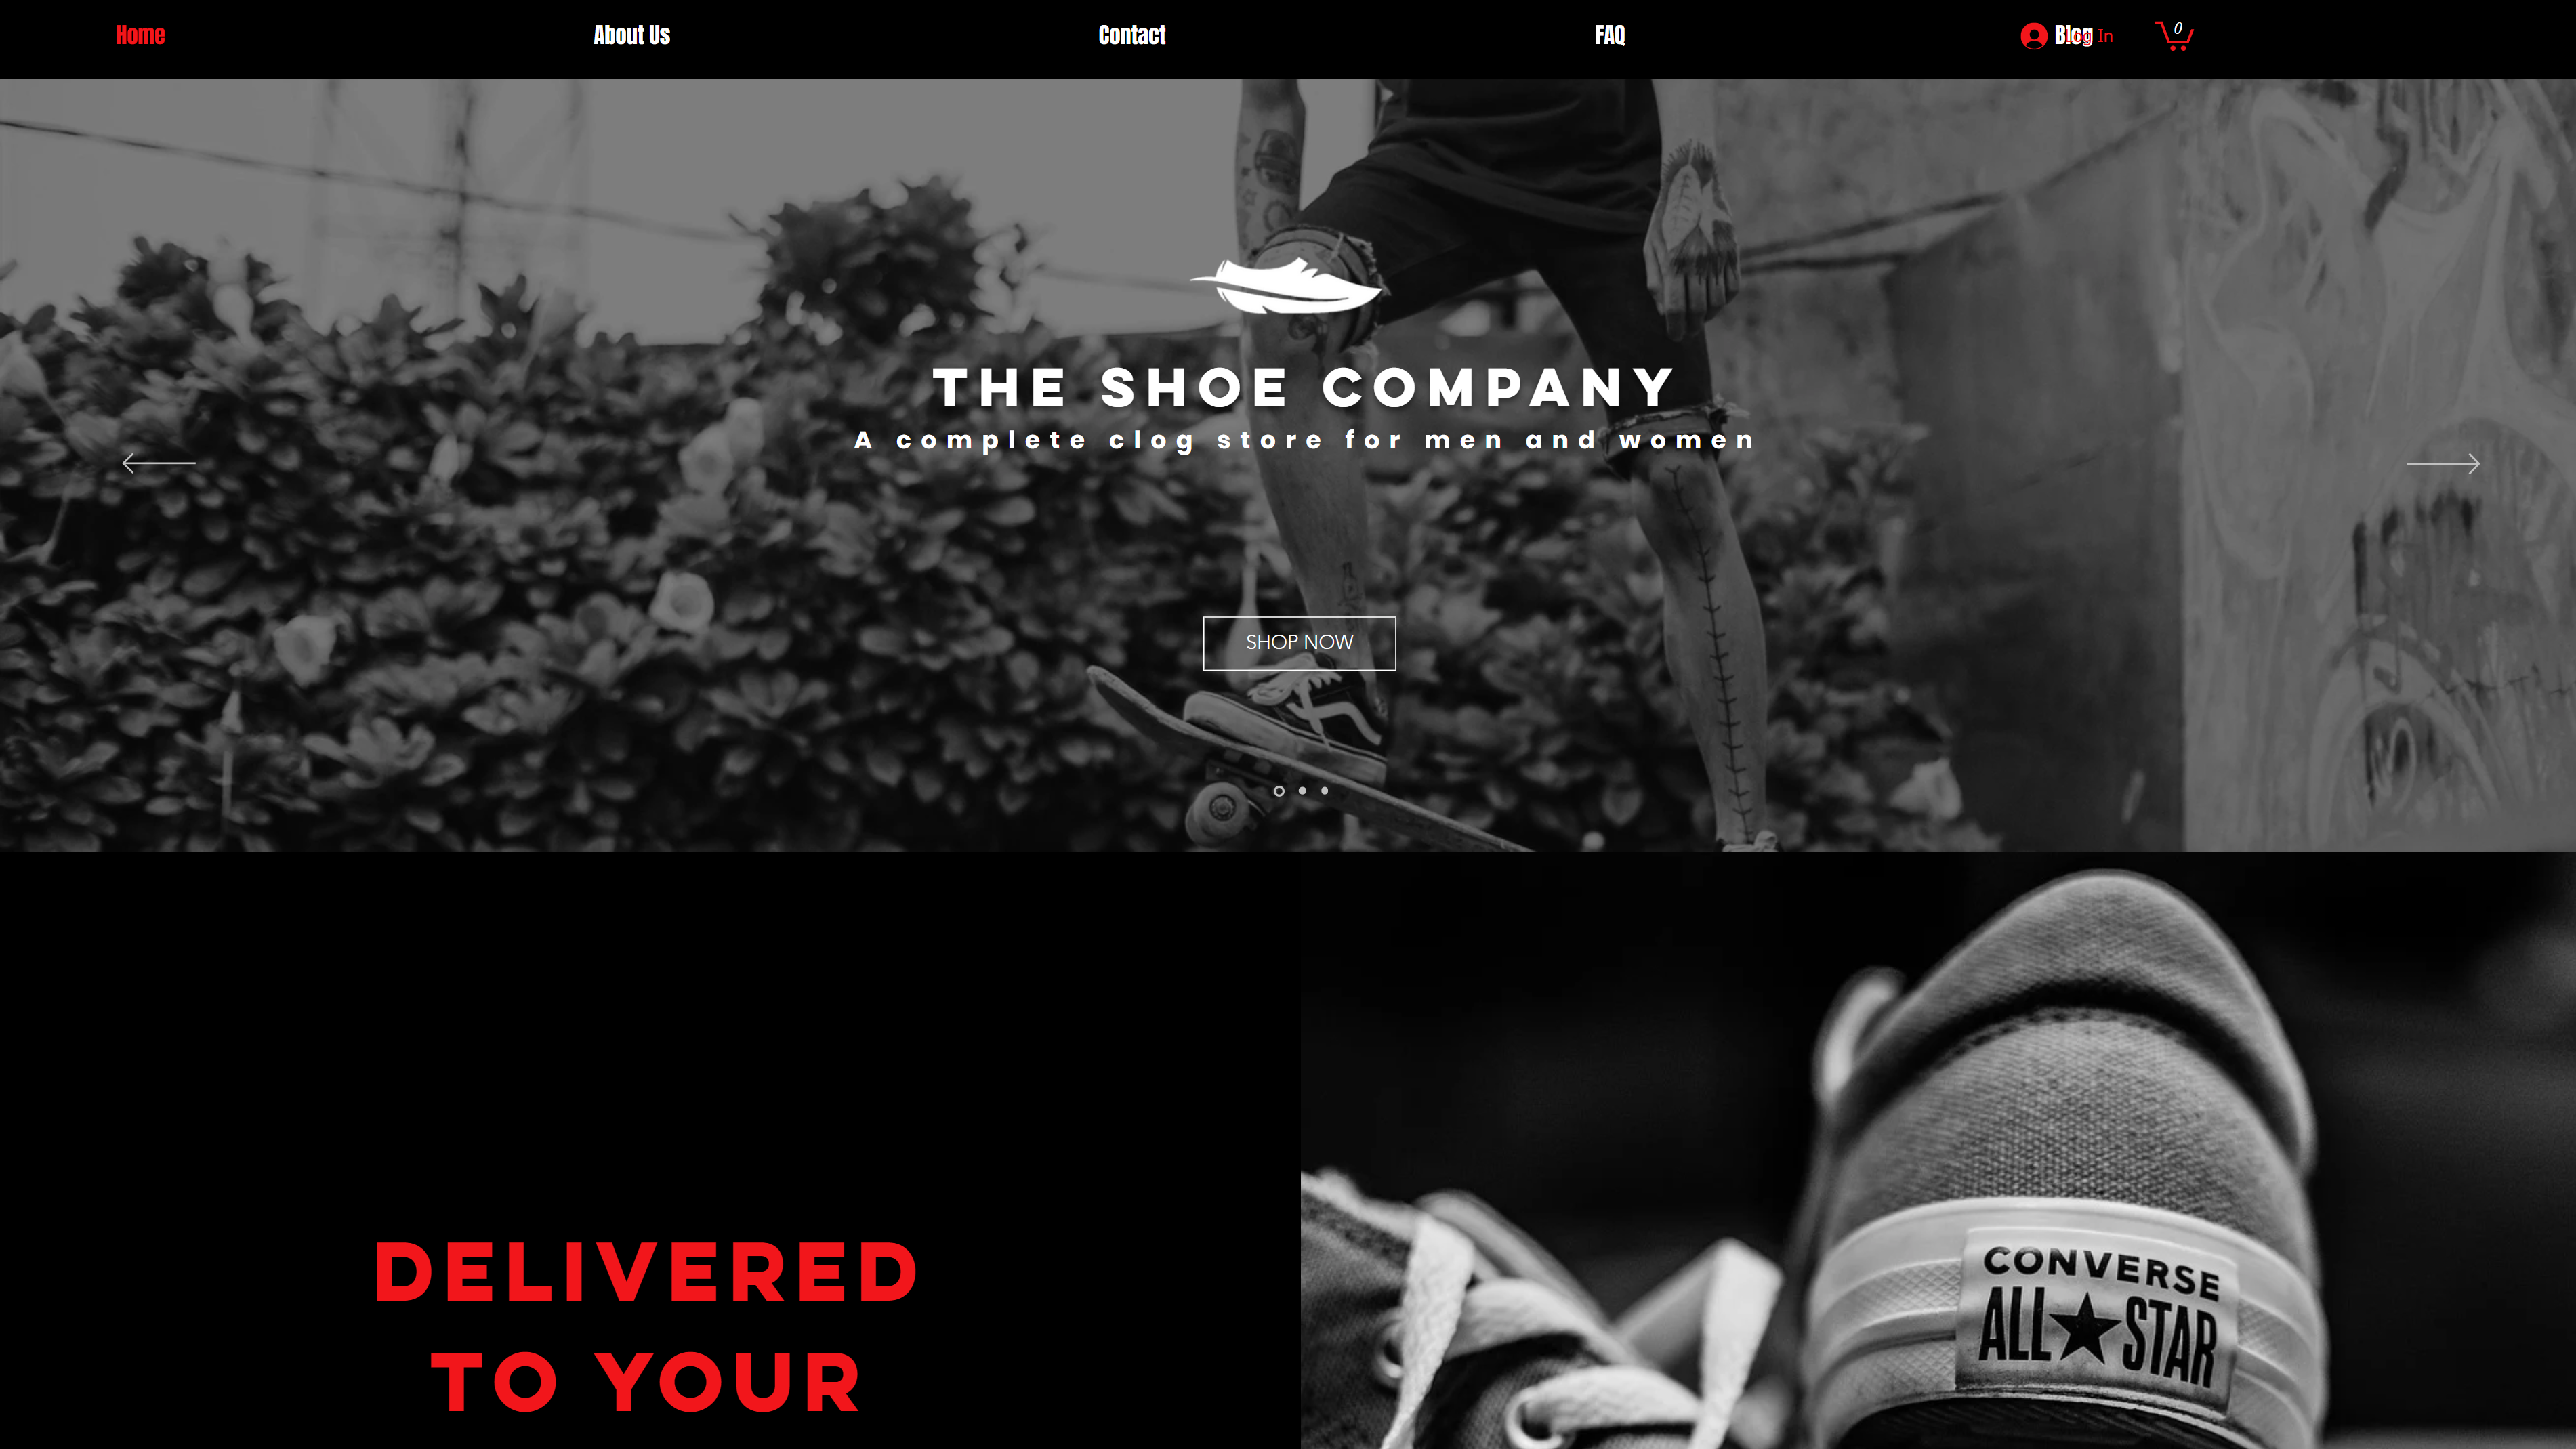 Home
About Us
Contact
FAQ
Blog
Log In
0
THE SHOE COMPANY
A complete clog store for men and women
SHOP NOW
DELIVERED
TO YOUR
CONVERSE
ALL★STAR